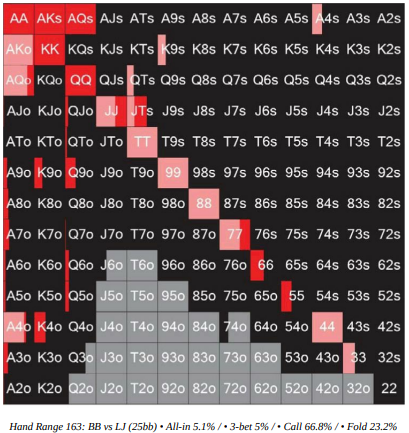 AA AKs AQs AJs ATs A9s A8s A7s A6s A5s A4s A3s A2s
AKo KK KQs KJs KTs K9s K8s K7s K6s K5s K4s K3s K2s
AQo KQo QQ QJs QTs Q9s Q8s Q7s Q6s Q5s Q4s Q3s Q2s
AJo KJo QJo JJ JTs J9s J8s J7s J6s J5s J4s J3s J2s
ATo KTo QTo JTo TT T9s T8s T7s T6s T5s T4s T3s T2s
A9o K9o Q9o J9o T9o 99 98s 97s 96s 95s 94s 93s 92s
A8o K8o Q8o J8o T8o 98o 88 87s 86s 85s 84s 83s 82s
A7o K7o Q7o J7o T7o 97o 87o 77 76s 75s 74s 73s 72s
A6o K6o Q6o J6o T6o 96o 86o 76o 66 65s 64s 63s 62s
A5o K5o Q5o J5o T5o 95o 85o 75o 65o 55 54s 53s 52s
A4o K4o Q4o J4o T4o 94o 84o 74o 64o 54o 44 43s 42s
A3o K3o Q3o J3o T3o 93o 83o 73o 63o 53o 43o 33 32s
A2o K2o Q2o J2o T2o 92o 82o 72o 62o 52o 42o 32o 22
Hand Range 163: BB vs LJ (25bb) • All-in 5.1% / • 3-bet 5% / • Call 66.8% / • Fold 23.2%